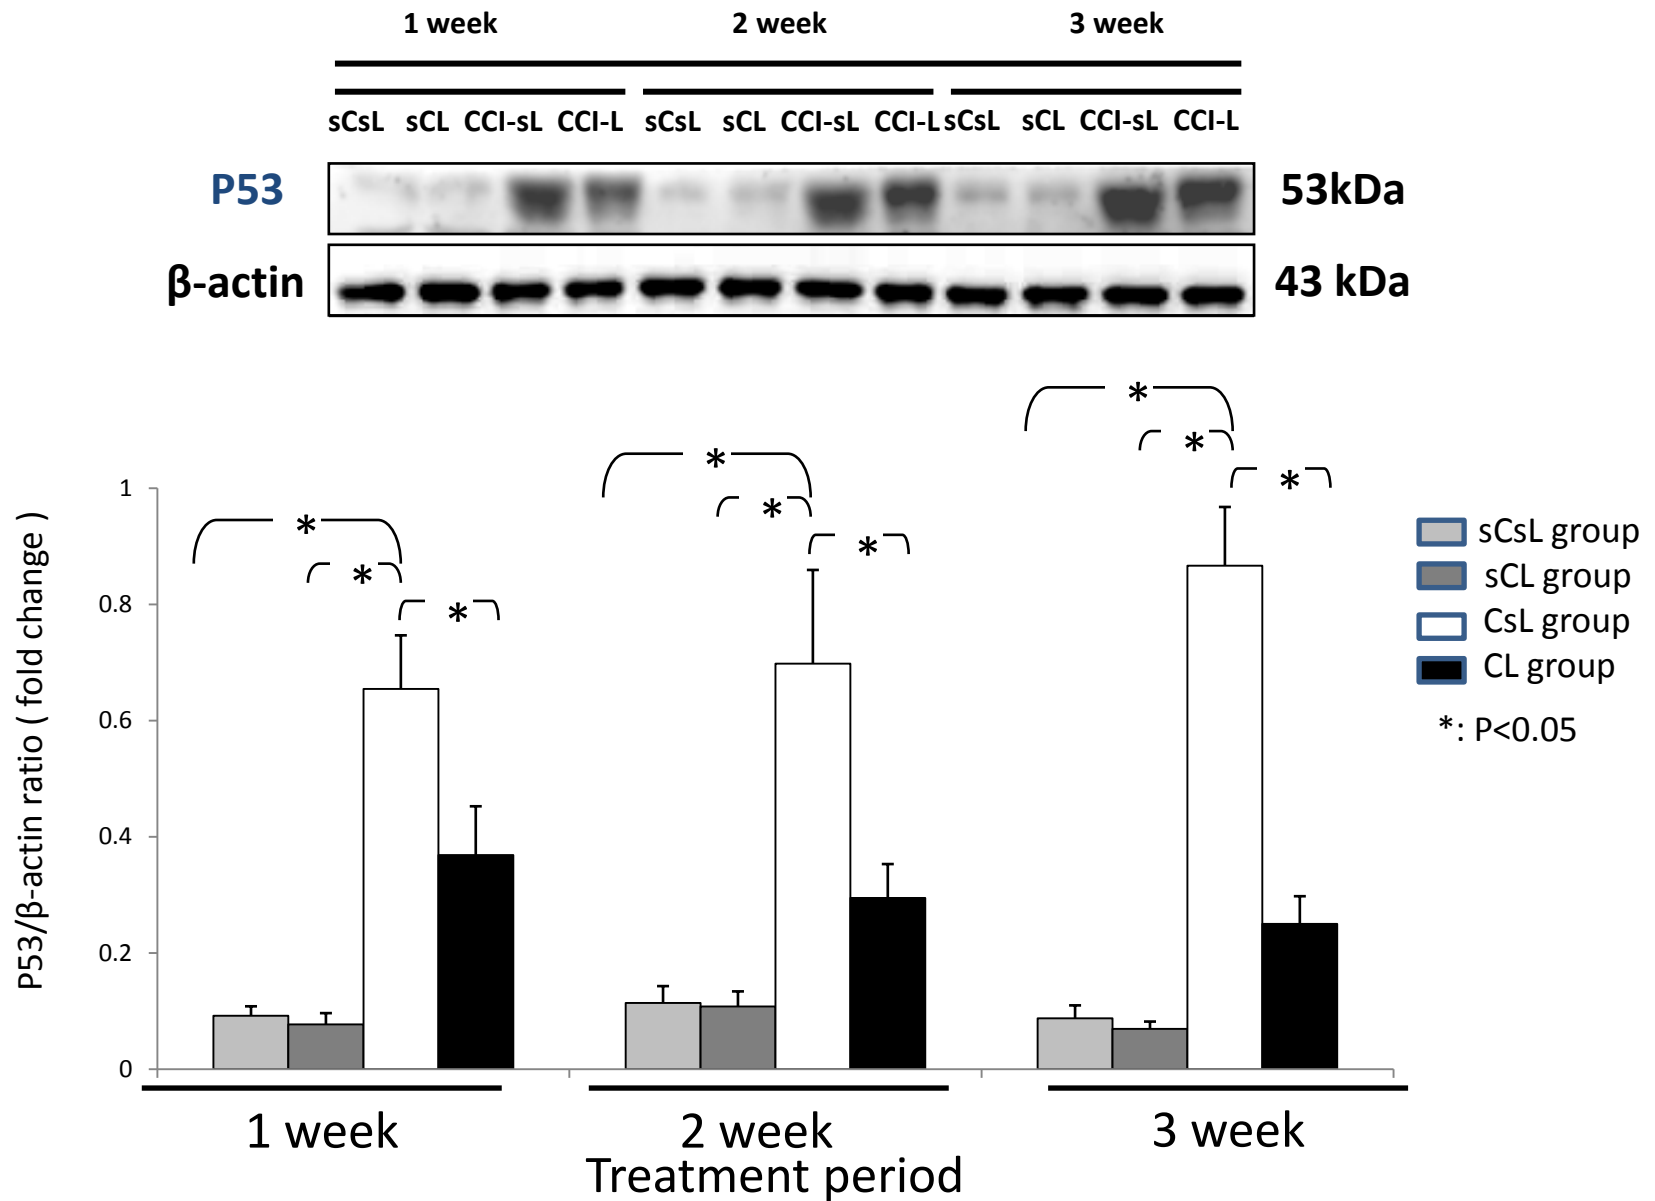 1 week 2 week 3 week
sCsL sCL CCI-sL CCI-L sCsL sCL CCI-sL CCI-L sCsL sCL CCI-sL CCI-L
P53 53kDa
β-actin 43 kDa
* * *
* * *
* * *
P53/β-actin ratio ( fold change )
1
0.8
0.6
0.4
0.2
0
sCsL group
sCL group
CsL group
CL group
*: P<0.05
1 week 2 week 3 week
Treatment period